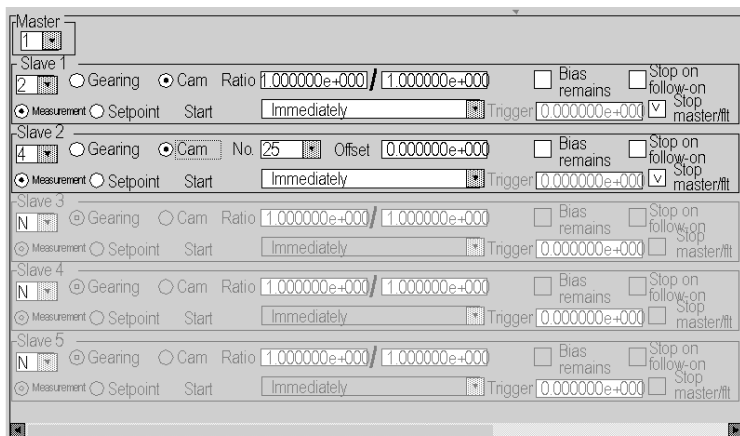 Master
1
Slave 1
2 Gearing Cam Ratio 1.000000e+000 / 1.000000e+000 Bias remains Stop on follow-on
Measurement Setpoint Start Immediately Trigger 0.000000e+000 V Stop master/flt
Slave 2
4 Gearing Cam No. 25 Offset 0.000000e+000 Bias remains Stop on follow-on
Measurement Setpoint Start Immediately Trigger 0.000000e+000 V Stop master/flt
Slave 3
N Gearing Cam Ratio 1.000000e+000 / 1.000000e+000 Bias remains Stop on follow-on
Measurement Setpoint Start Immediately Trigger 0.000000e+000 Stop master/flt
Slave 4
N Gearing Cam Ratio 1.000000e+000 / 1.000000e+000 Bias remains Stop on follow-on
Measurement Setpoint Start Immediately Trigger 0.000000e+000 Stop master/flt
Slave 5
N Gearing Cam Ratio 1.000000e+000 / 1.000000e+000 Bias remains Stop on follow-on
Measurement Setpoint Start Immediately Trigger 0.000000e+000 Stop master/flt